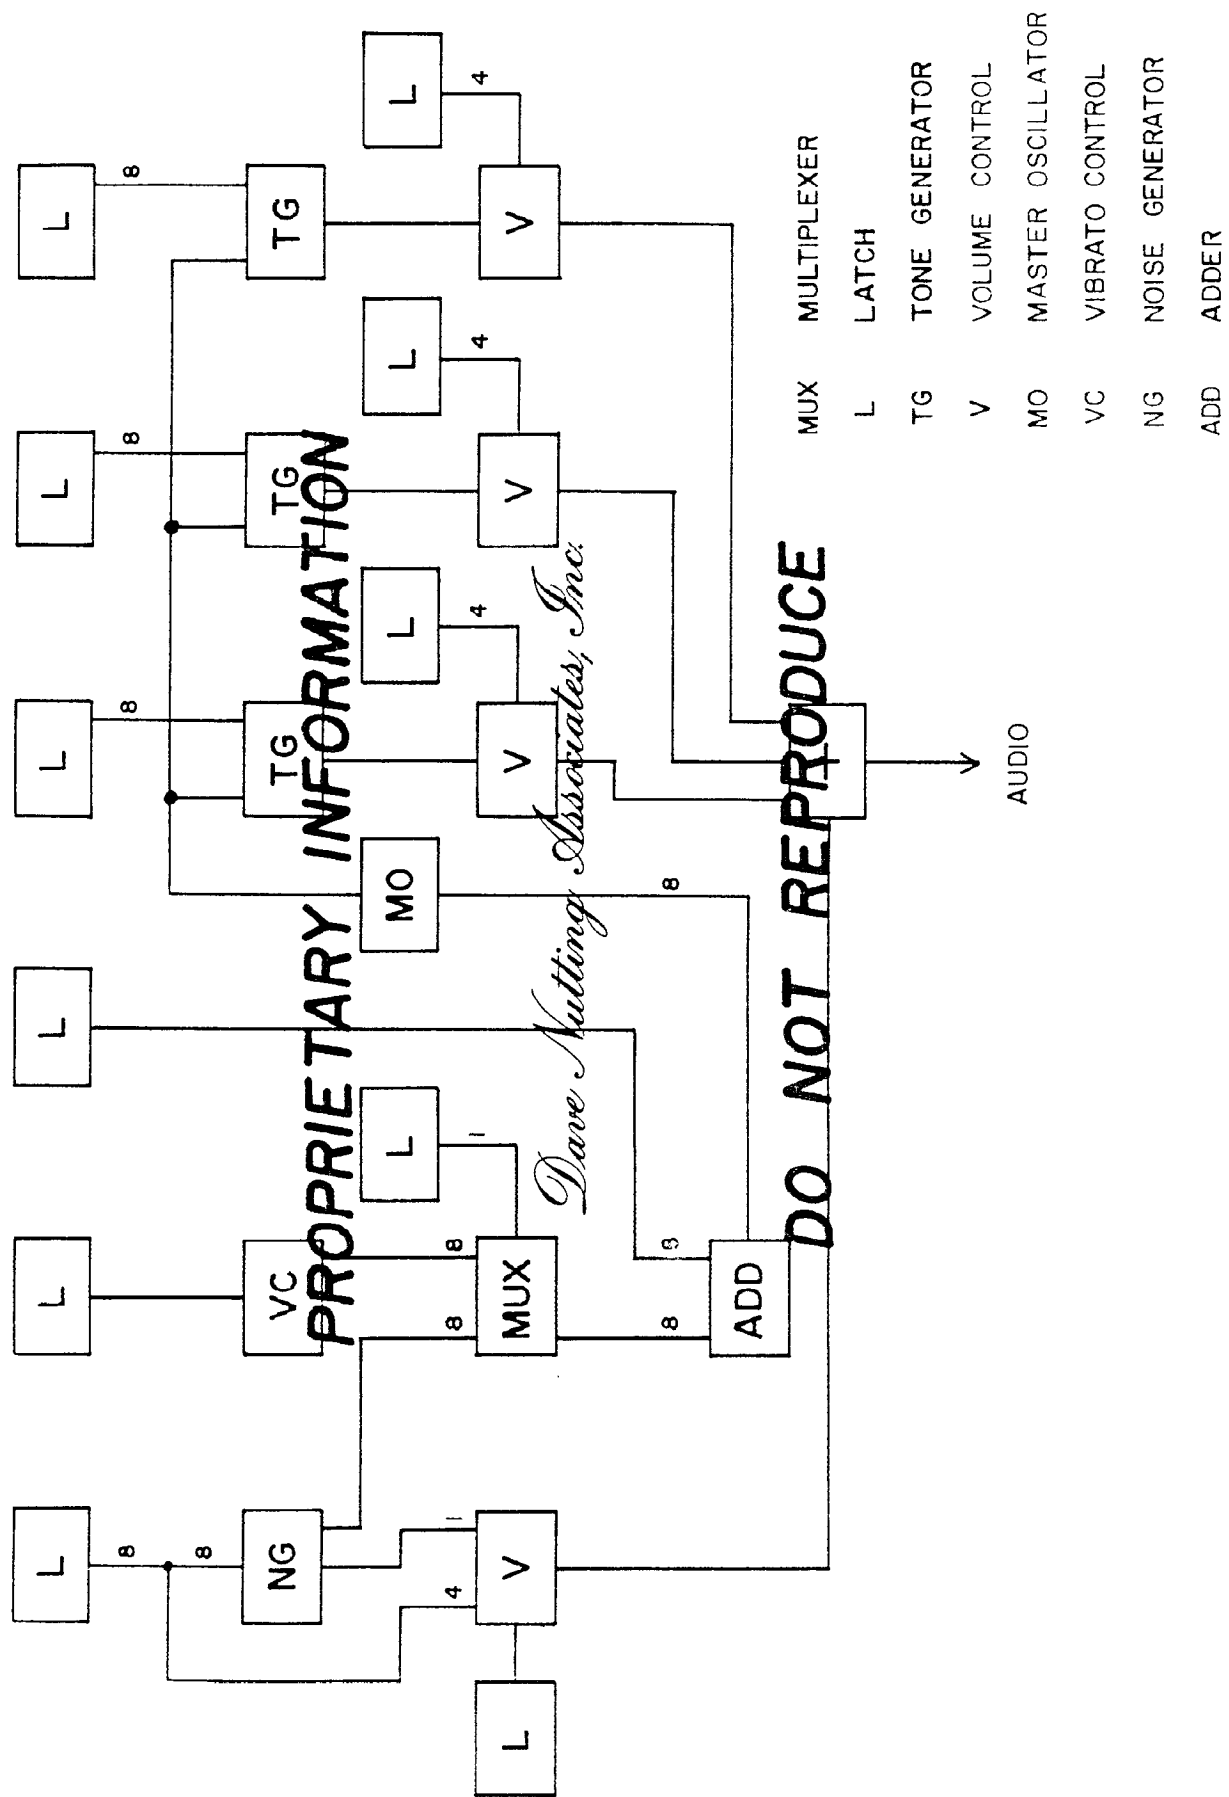 L L L L L L
8 8 8 8
8
NG VC TG TG TG
PROPRIETARY INFORMATION
L MO L L L
4 1 8 8
1 4 4 4
L V MUX V V V
Dave Nutting Associates, Inc.
8 8 8
ADD
DO NOT REPRODUCE
+
AUDIO
MUX MULTIPLEXER
L LATCH
TG TONE GENERATOR
V VOLUME CONTROL
MO MASTER OSCILLATOR
VC VIBRATO CONTROL
NG NOISE GENERATOR
ADD ADDER